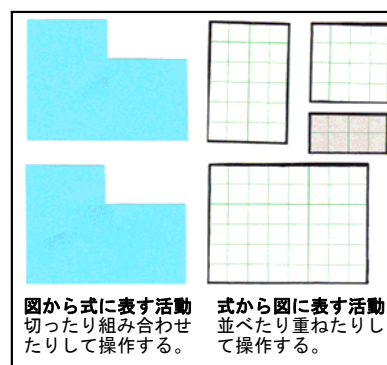 図から式に表す活動
切ったり組み合わせ
たりして操作する。
式から図に表す活動
並べたり重ねたりし
て操作する。